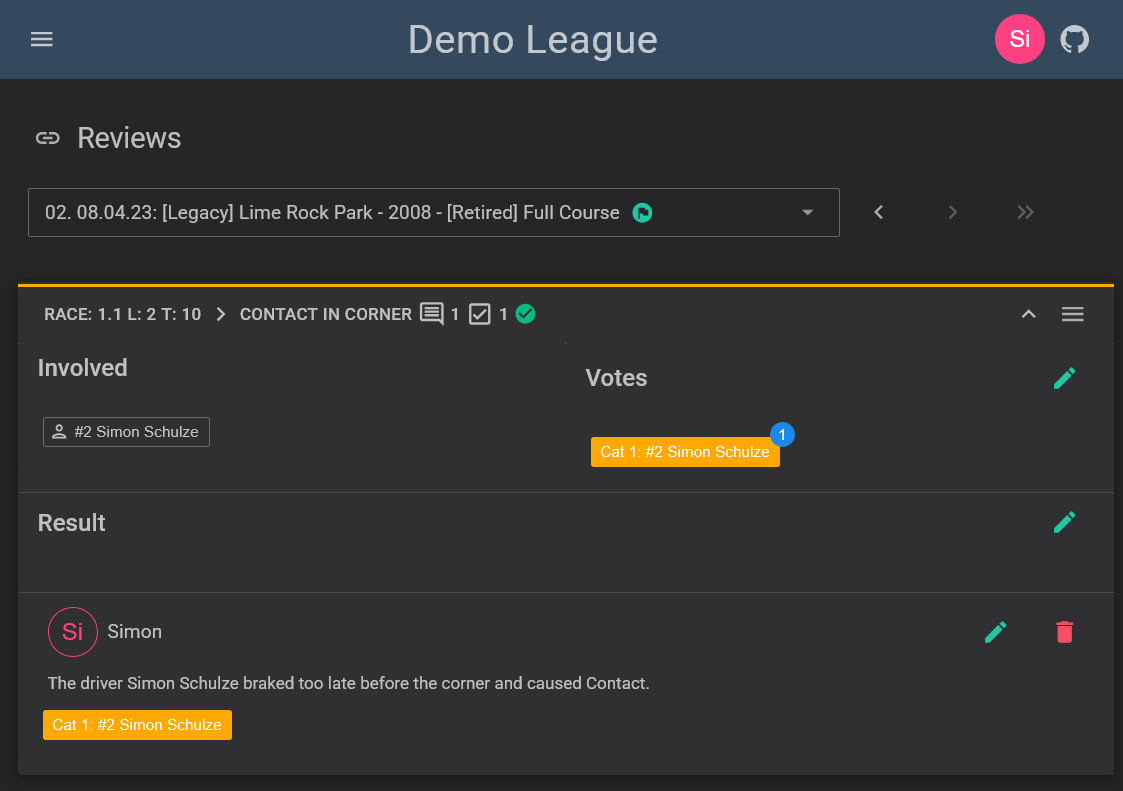 Demo League
Si
Reviews
02. 08.04.23: [Legacy] Lime Rock Park - 2008 - [Retired] Full Course
RACE: 1.1 L: 2 T: 10 > CONTACT IN CORNER 1 1
Involved
#2 Simon Schulze
Votes
1
Cat 1: #2 Simon Schulze
Result
Si Simon
The driver Simon Schulze braked too late before the corner and caused Contact.
Cat 1: #2 Simon Schulze